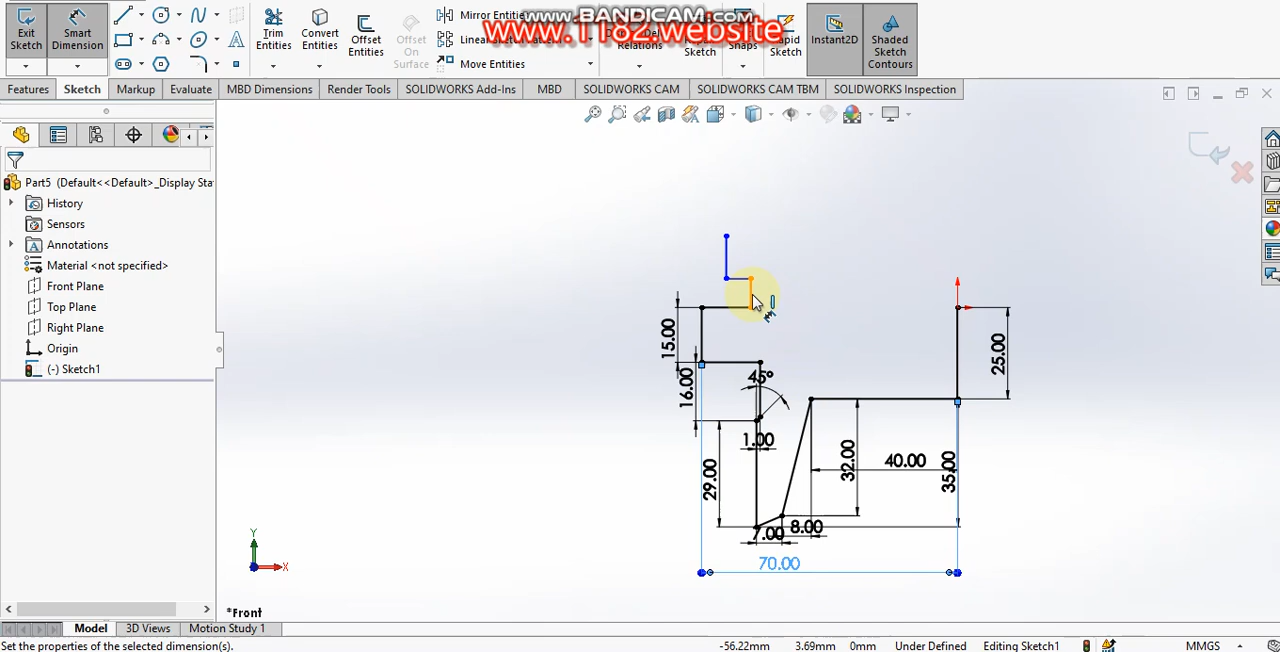 www.BANDICAM.com
www.1182.website
Exit Sketch
Smart Dimension
Trim Entities
Convert Entities
Offset Entities
Offset On Surface
Mirror Entities
Move Entities
Relations
Sketch
Snaps
Sketch
Instant2D
Shaded Sketch Contours
Features
Sketch
Markup
Evaluate
MBD Dimensions
Render Tools
SOLIDWORKS Add-Ins
MBD
SOLIDWORKS CAM
SOLIDWORKS CAM TBM
SOLIDWORKS Inspection
Part5 (Default<<Default>_Display Sta
History
Sensors
Annotations
Material <not specified>
Front Plane
Top Plane
Right Plane
Origin
(-) Sketch1
15.00
16.00
45°
1.00
29.00
7.00
8.00
32.00
40.00
35.00
25.00
70.00
Y
X
*Front
Model
3D Views
Motion Study 1
Set the properties of the selected dimension(s).
-56.22mm
3.69mm
0mm
Under Defined
Editing Sketch1
MMGS